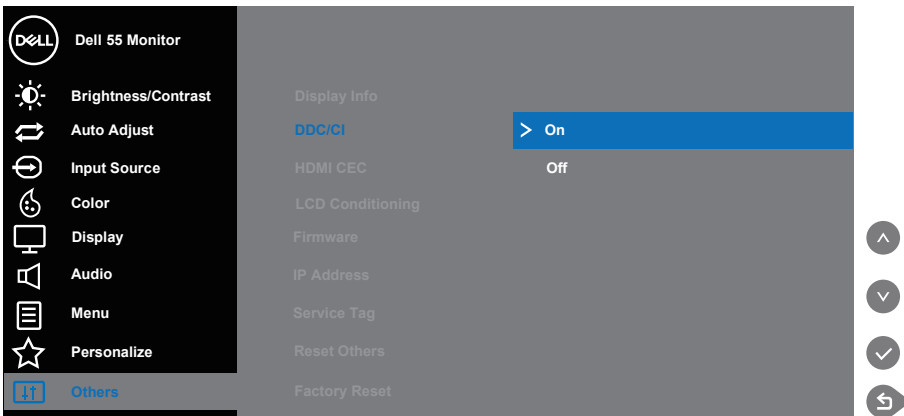 DELL Dell 55 Monitor
Brightness/Contrast
Auto Adjust
Input Source
Color
Display
Audio
Menu
Personalize
Others
Display Info
DDC/CI
HDMI CEC
LCD Conditioning
Firmware
IP Address
Service Tag
Reset Others
Factory Reset
> On
Off